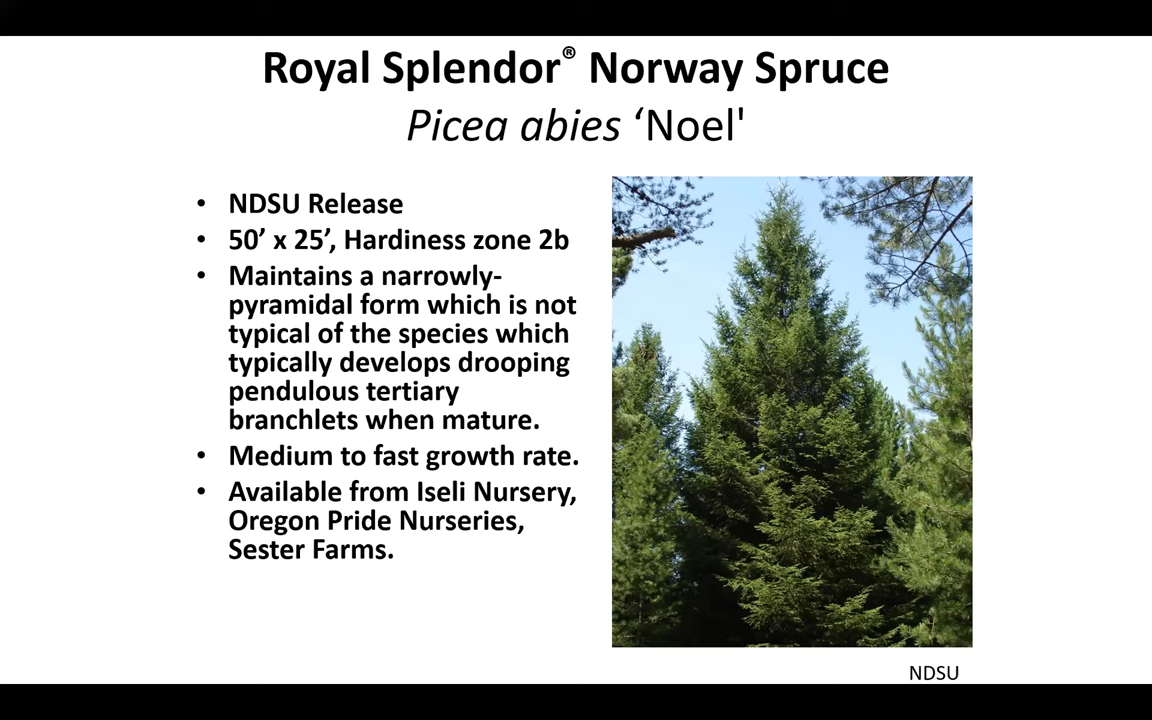 Royal Splendor® Norway Spruce
Picea abies ‘Noel'
• NDSU Release
• 50’ x 25’, Hardiness zone 2b
• Maintains a narrowly-
pyramidal form which is not
typical of the species which
typically develops drooping
pendulous tertiary
branchlets when mature.
• Medium to fast growth rate.
• Available from Iseli Nursery,
Oregon Pride Nurseries,
Sester Farms.
NDSU